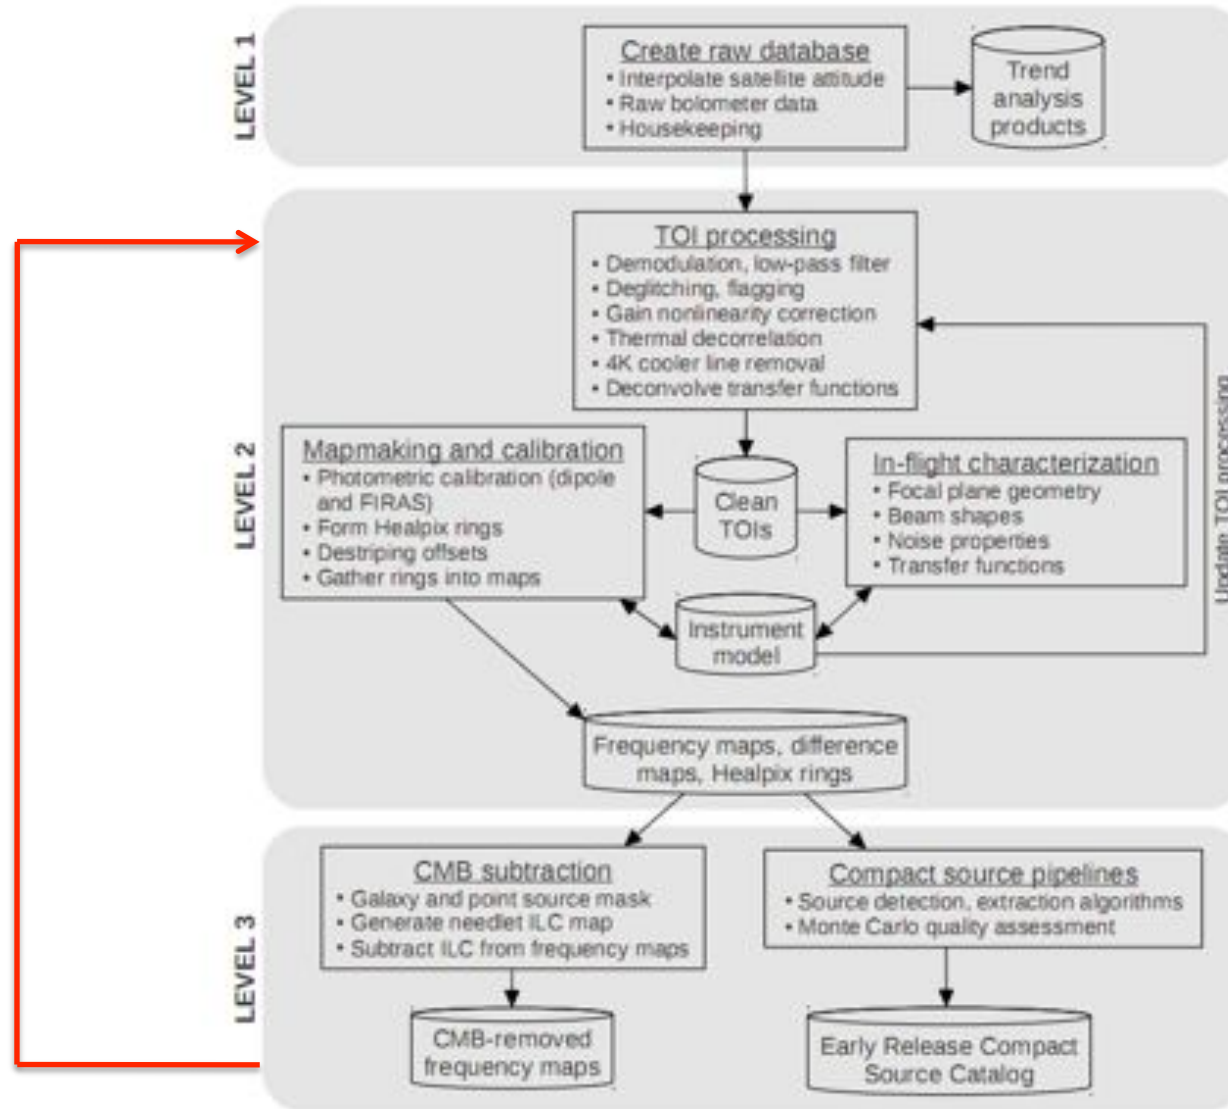 LEVEL 1
Create raw database
• Interpolate satellite attitude
• Raw bolometer data
• Housekeeping
Trend
analysis
products
LEVEL 2
TOI processing
• Demodulation, low-pass filter
• Deglitching, flagging
• Gain nonlinearity correction
• Thermal decorrelation
• 4K cooler line removal
• Deconvolve transfer functions
Mapmaking and calibration
• Photometric calibration (dipole
and FIRAS)
• Form Healpix rings
• Destriping offsets
• Gather rings into maps
Clean
TOIs
In-flight characterization
• Focal plane geometry
• Beam shapes
• Noise properties
• Transfer functions
Update TOI processing
Instrument
model
Frequency maps, difference
maps, Healpix rings
LEVEL 3
CMB subtraction
• Galaxy and point source mask
• Generate needlet ILC map
• Subtract ILC from frequency maps
Compact source pipelines
• Source detection, extraction algorithms
• Monte Carlo quality assessment
CMB-removed
frequency maps
Early Release Compact
Source Catalog